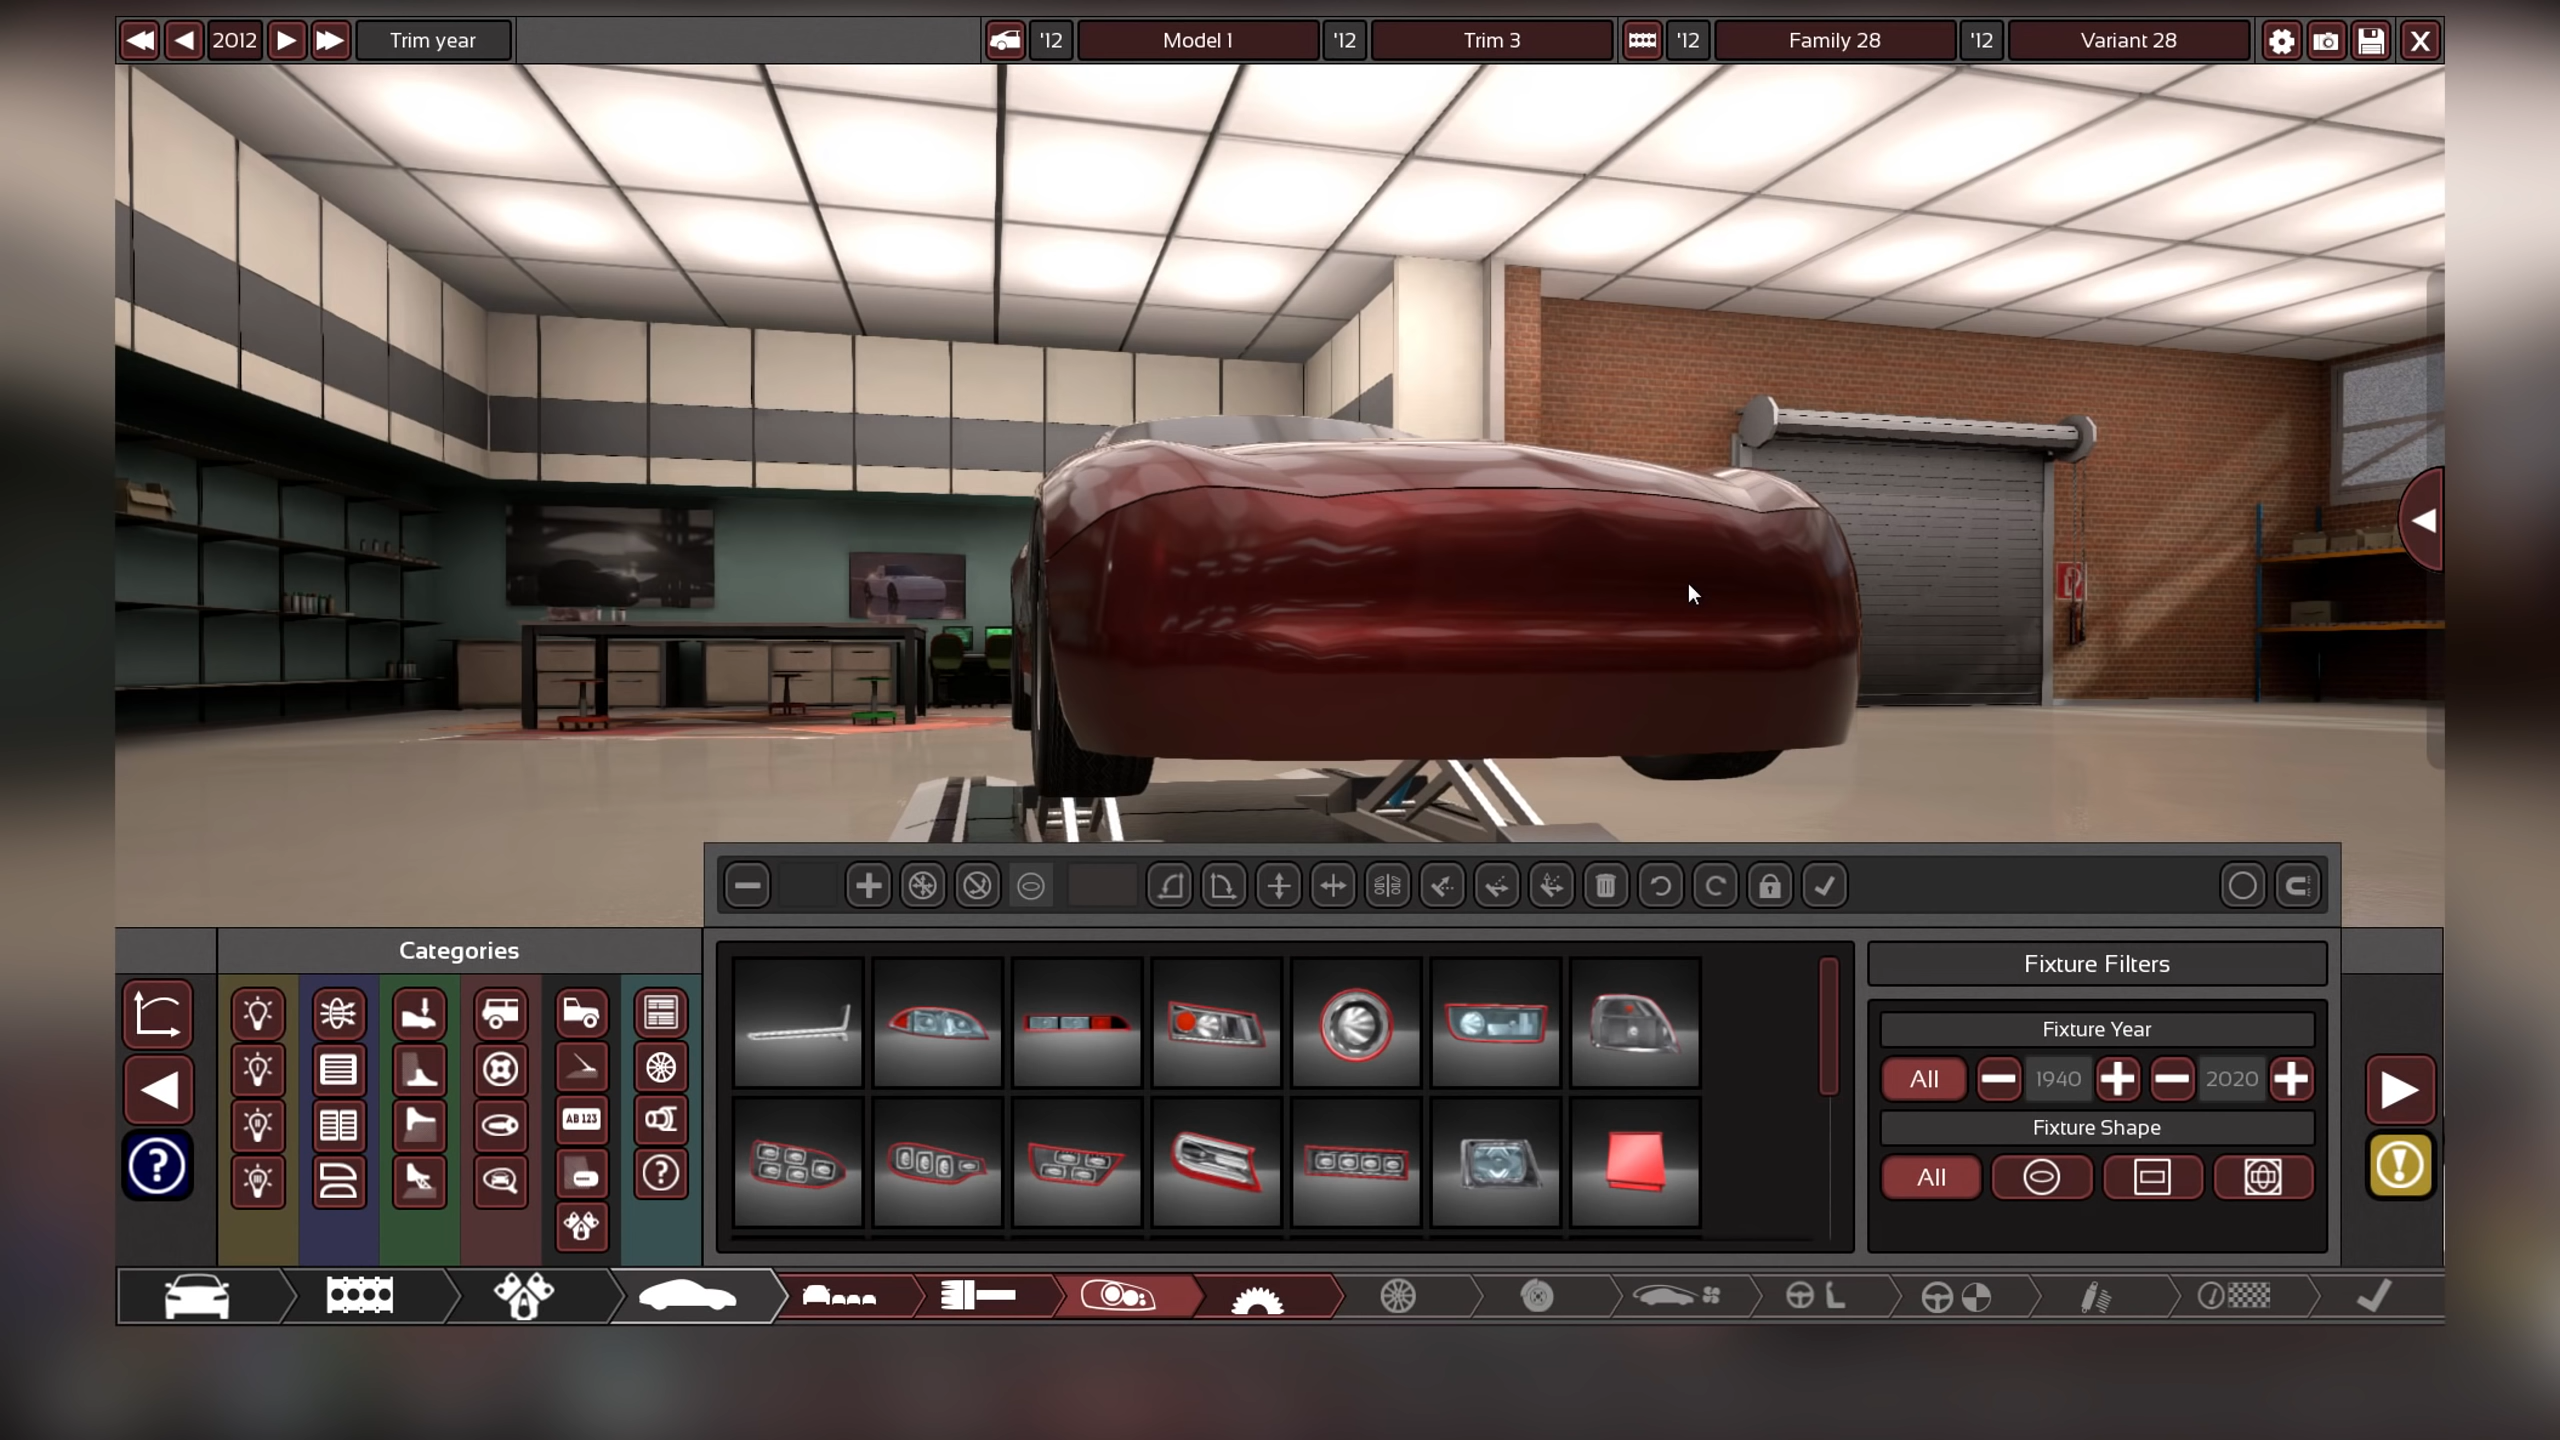 2012 Trim year '12 Model 1 '12 Trim 3 '12 Family 28 '12 Variant 28 X
Categories
Fixture Filters
Fixture Year
All 1940 2020
Fixture Shape
All
AB 123